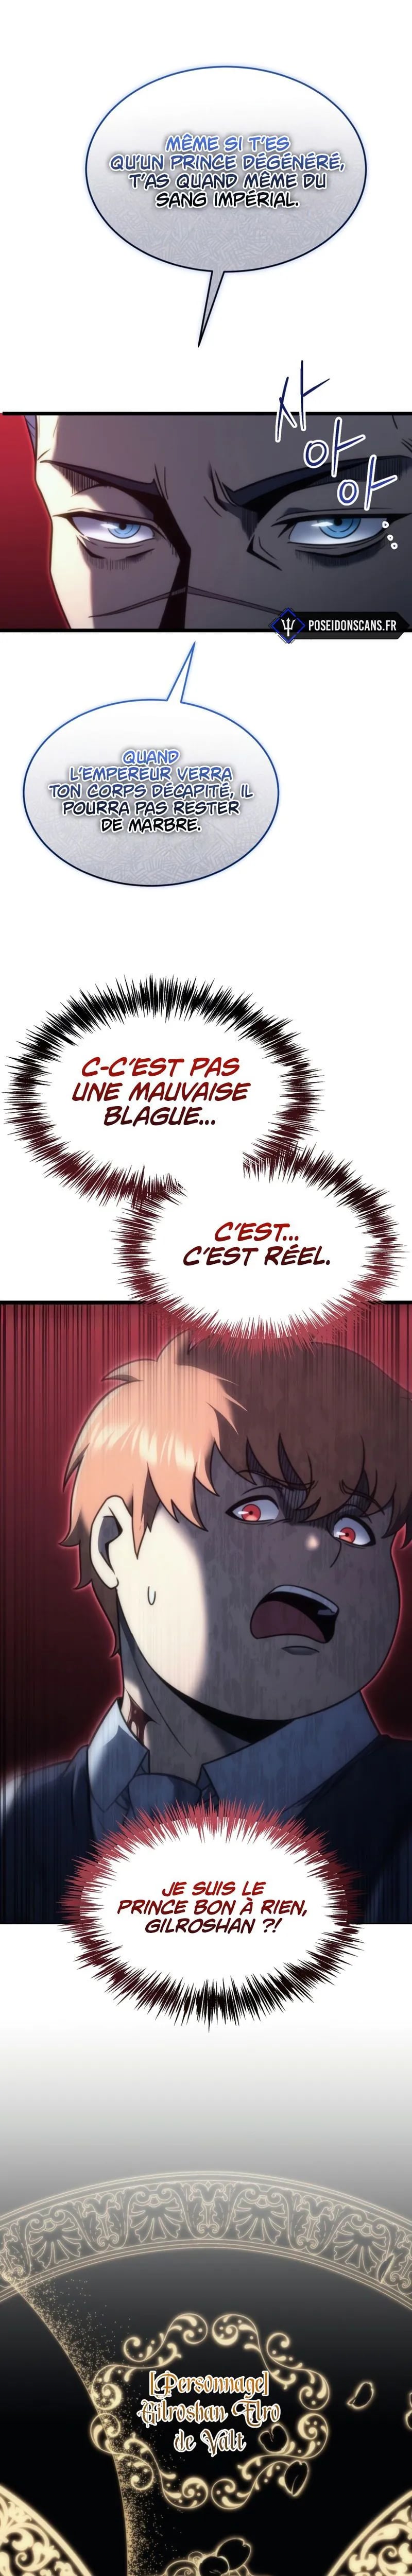 MÊME SI T'ES
QU'UN PRINCE DÉGÉNÉRÉ,
T'AS QUAND MÊME DU
SANG IMPÉRIAL.
사아아
POSEIDONSCANS.FR
QUAND
L'EMPEREUR VERRA
TON CORPS DÉCAPITÉ, IL
POURRA PAS RESTER
DE MARBRE.
C-C'EST PAS
UNE MAUVAISE
BLAGUE...
C'EST...
C'EST RÉEL.
JE SUIS LE
PRINCE BON À RIEN,
GILROSHAN ?!
[Personnage]
Gilroshan Elro
de Valt